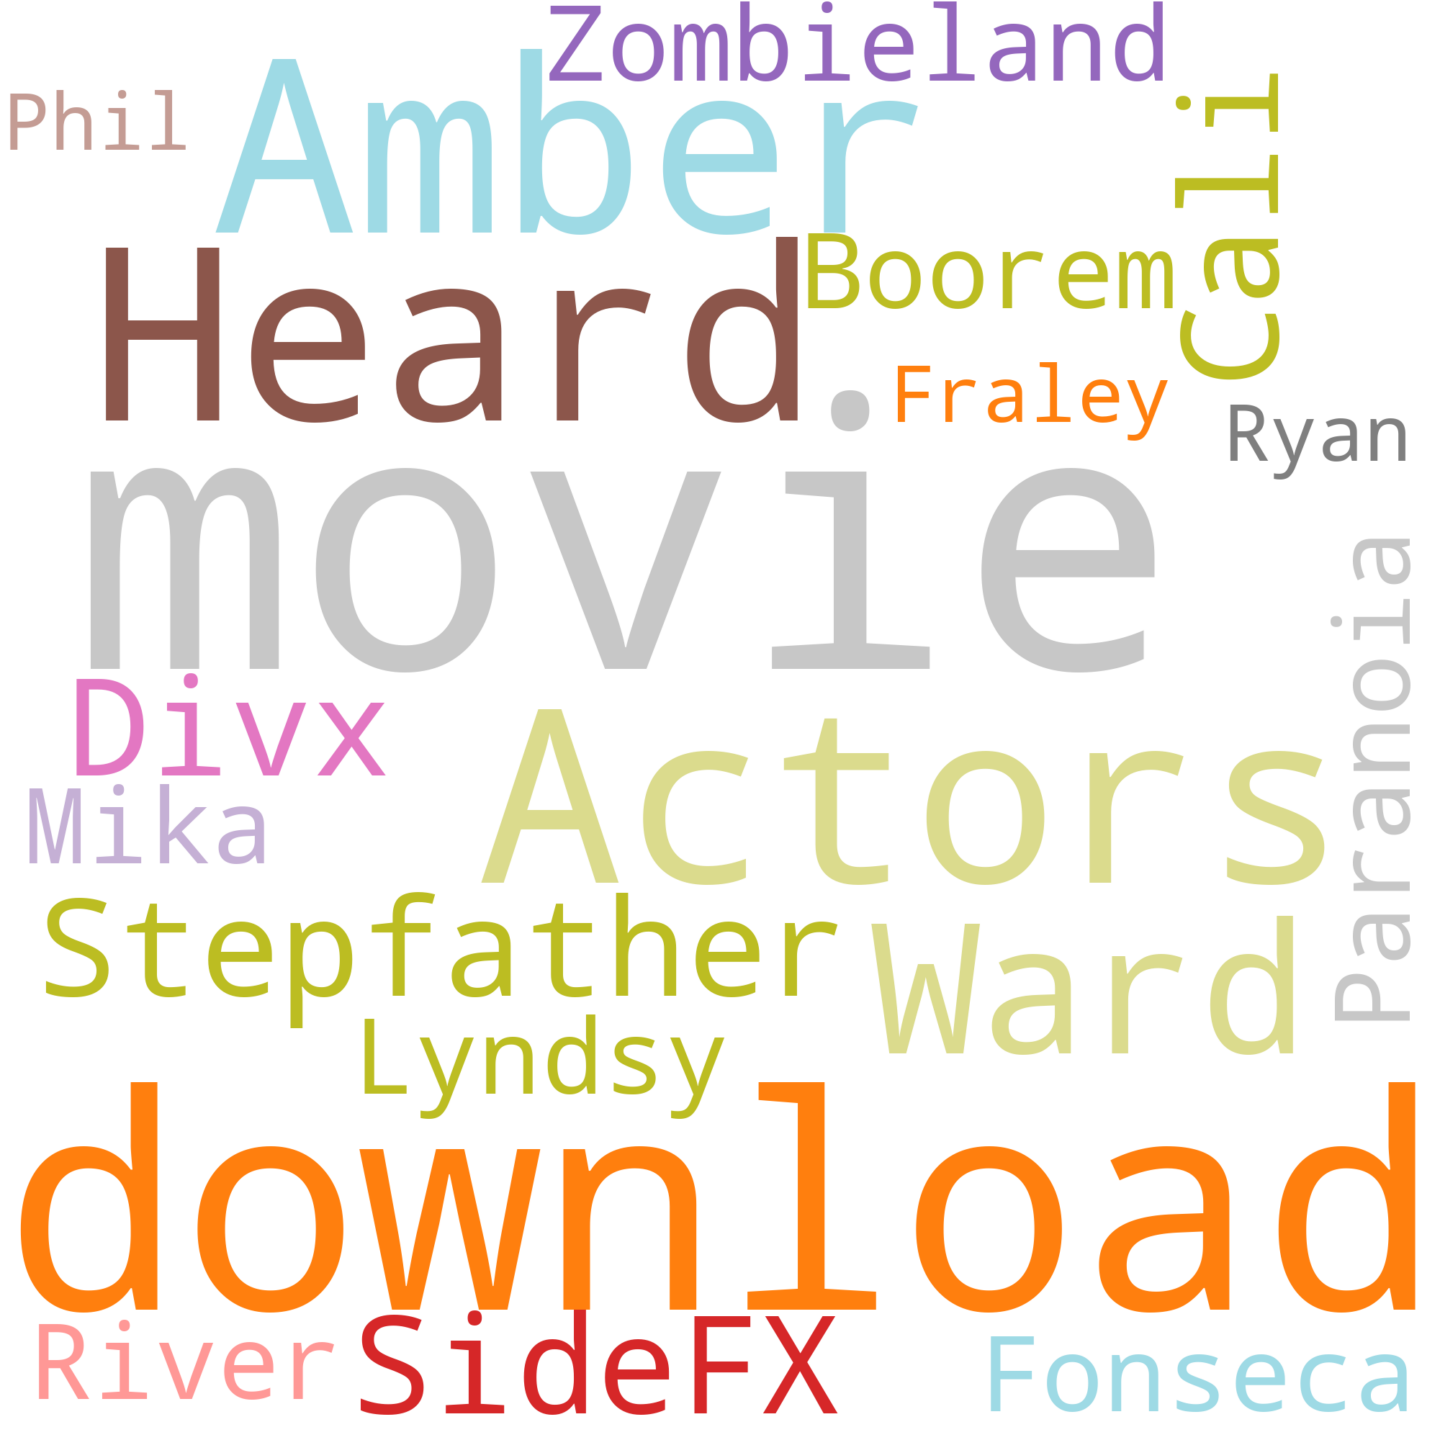 Zombieland
Phil
Amber
Cali
Heard
Boorem
Fraley
Ryan
movie
Paranoia
Divx
Actors
Mika
Stepfather
Ward
Lyndsy
download
River
SideFX
Fonseca